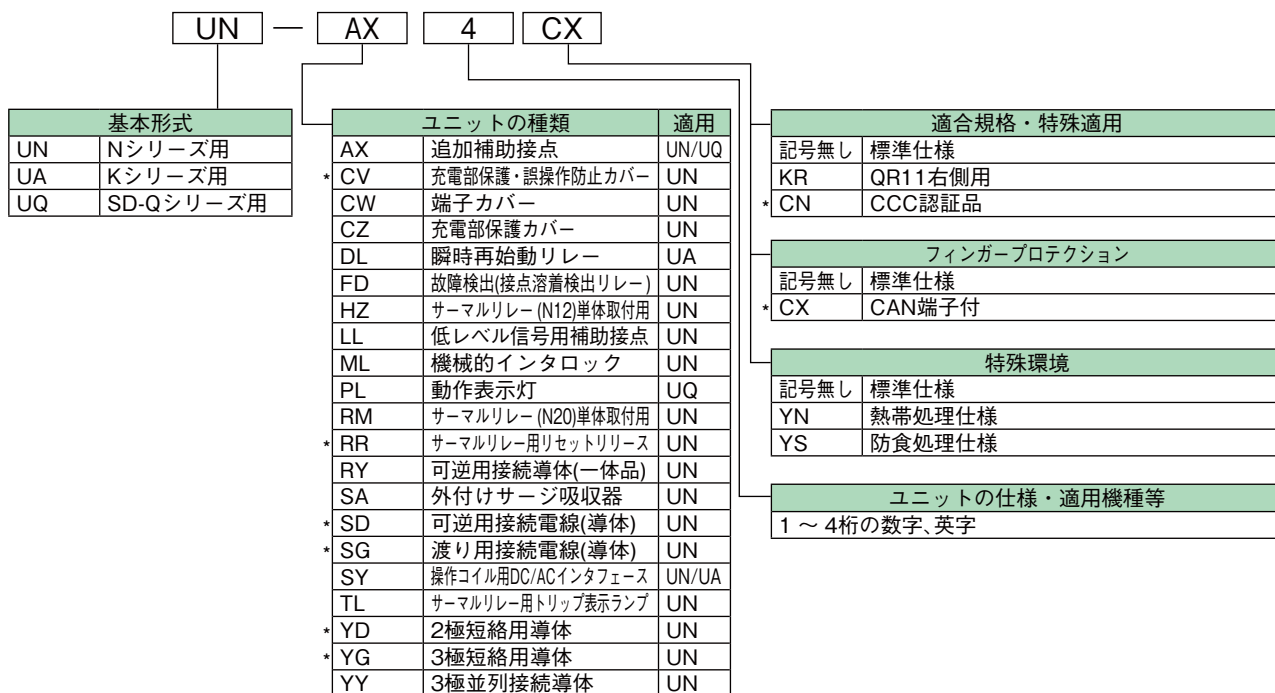 UN — AX 4 CX
基本形式
UN Nシリーズ用
UA Kシリーズ用
UQ SD-Qシリーズ用
ユニットの種類 適用
AX 追加補助接点 UN/UQ
* CV 充電部保護・誤操作防止カバー UN
CW 端子カバー UN
CZ 充電部保護カバー UN
DL 瞬時再始動リレー UA
FD 故障検出(接点溶着検出リレー) UN
HZ サーマルリレー(N12)単体取付用 UN
LL 低レベル信号用補助接点 UN
ML 機械的インタロック UN
PL 動作表示灯 UQ
RM サーマルリレー(N20)単体取付用 UN
* RR サーマルリレー用リセットリリース UN
RY 可逆用接続導体(一体品) UN
SA 外付けサージ吸収器 UN
* SD 可逆用接続電線(導体) UN
* SG 渡り用接続電線(導体) UN
SY 操作コイル用DC/ACインタフェース UN/UA
TL サーマルリレー用トリップ表示ランプ UN
* YD 2極短絡用導体 UN
* YG 3極短絡用導体 UN
YY 3極並列接続導体 UN
適合規格・特殊適用
記号無し 標準仕様
KR QR11右側用
* CN CCC認証品
フィンガープロテクション
記号無し 標準仕様
* CX CAN端子付
特殊環境
記号無し 標準仕様
YN 熱帯処理仕様
YS 防食処理仕様
ユニットの仕様・適用機種等
1 ～ 4桁の数字、英字